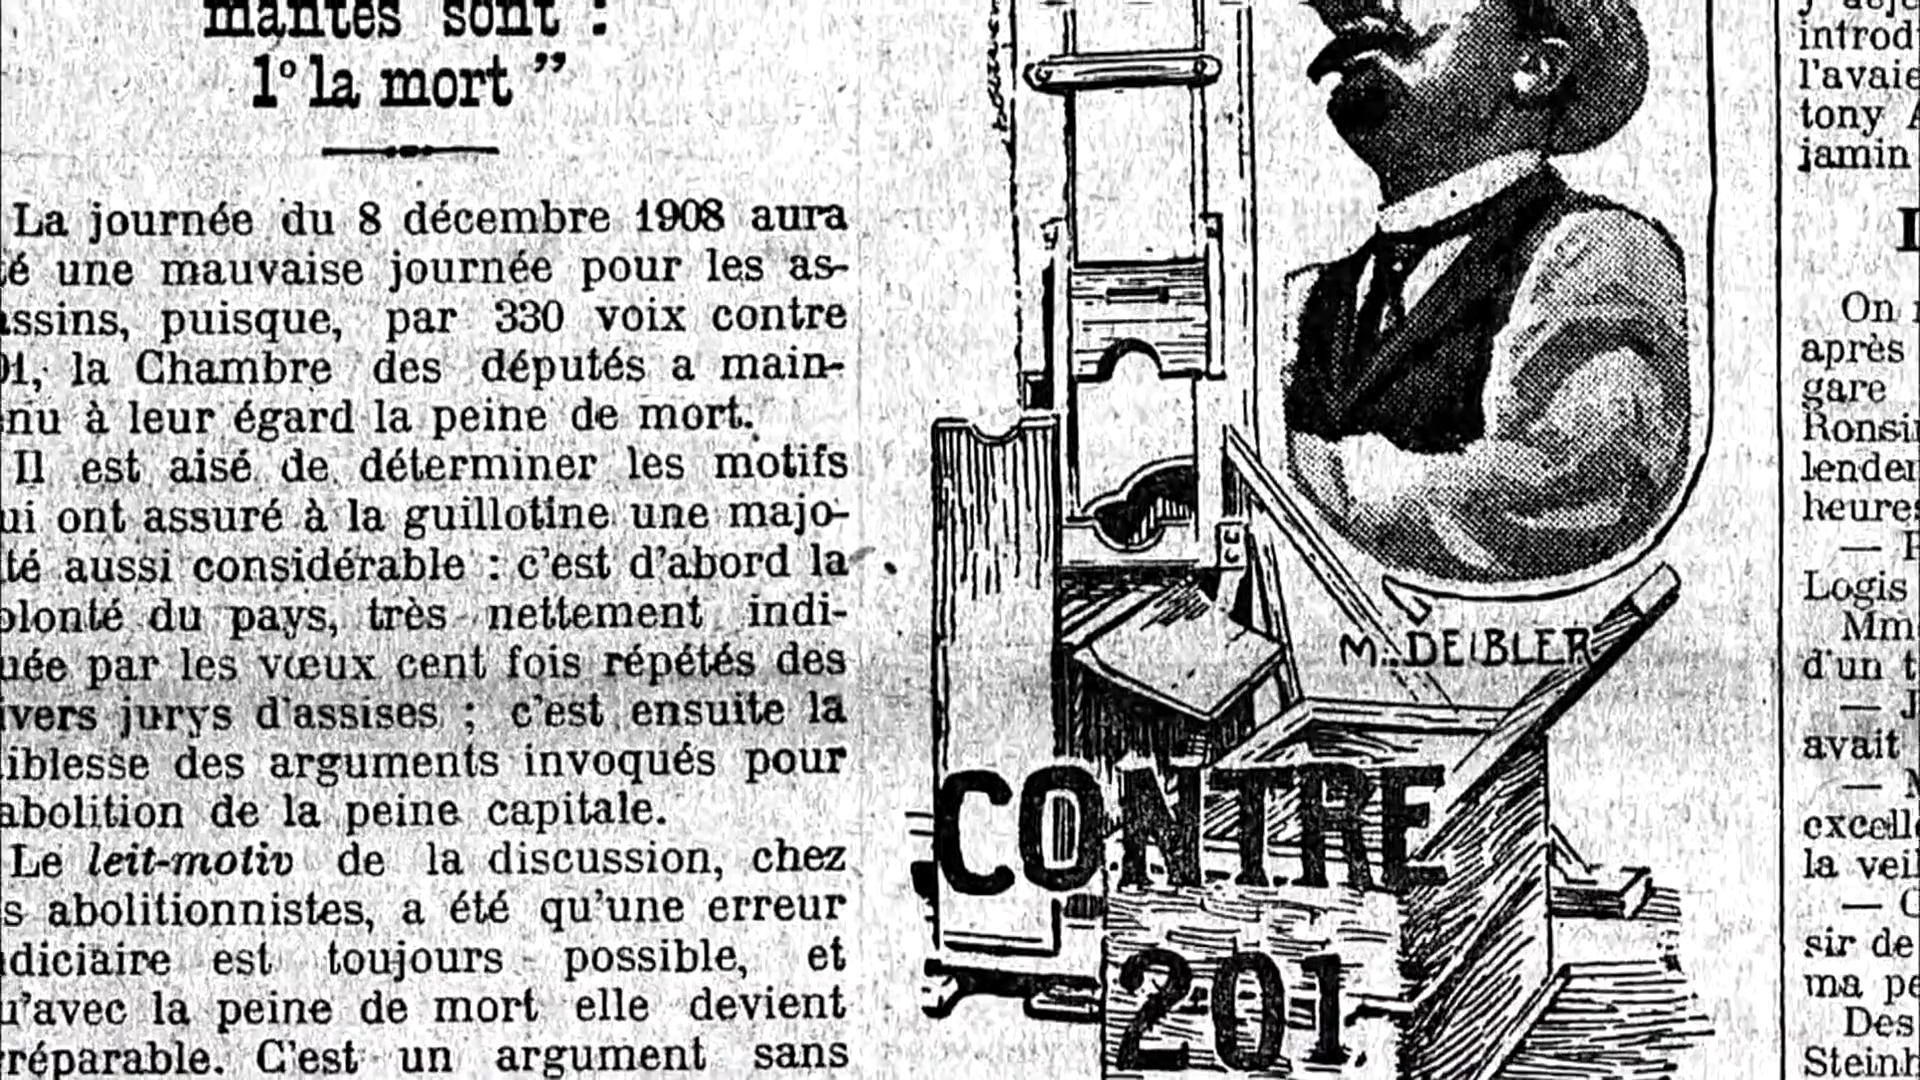 mantes sont :
1º la mort "
La journée du 8 décembre 1908 aura
té une mauvaise journée pour les as-
assins, puisque, par 330 voix contre
01, la Chambre des députés a main-
enu à leur égard la peine de mort.
Il est aisé de déterminer les motifs
ui ont assuré à la guillotine une majo-
té aussi considérable : c'est d'abord la
olonté du pays, très nettement indi-
uée par les vœux cent fois répétés des
ivers jurys d'assises ; c'est ensuite la
iblesse des arguments invoqués pour
abolition de la peine capitale.
Le leit-motiv de la discussion, chez
s abolitionnistes, a été qu'une erreur
diciaire est toujours possible, et
u'avec la peine de mort elle devient
réparable. C'est un argument sans
M. DEIBLER
CONTRE
201.
introd
l'avaie
tony A
jamin
On
après
gare
Ronsi
lender
heures
—
Logis
Mm
d'un t
— J
avait
— M
excell
la veil
— C
sir de
ma pe
Des
Steinh